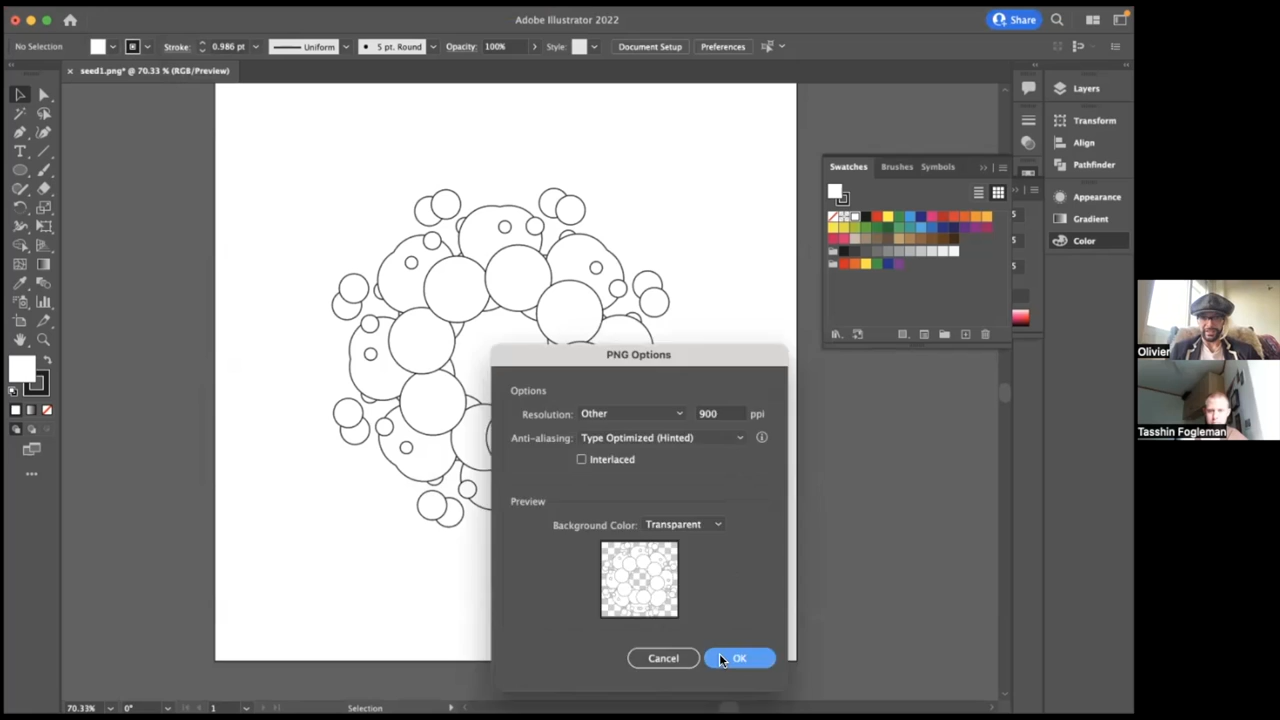 Adobe Illustrator 2022
Share
No Selection
Stroke: 0.986 pt
Uniform
5 pt. Round
Opacity: 100%
Style:
Document Setup
Preferences
× seed1.png* @ 70.33 % (RGB/Preview)
Layers
Transform
Align
Pathfinder
Appearance
Gradient
Color
Swatches Brushes Symbols
PNG Options
Options
Resolution: Other 900 ppi
Anti-aliasing: Type Optimized (Hinted)
Interlaced
Preview
Background Color: Transparent
Cancel
OK
Olivier
Tasshin Fogleman
70.33% 0° 1 Selection